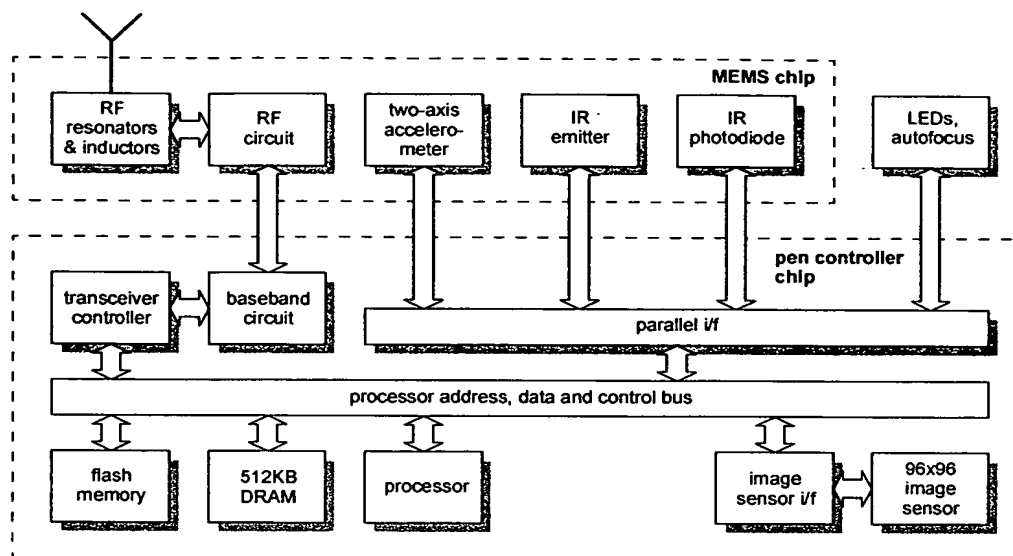 MEMS chip
RF
resonators
& inductors
RF
circuit
two-axis
accelero-
meter
IR
emitter
IR
photodiode
LEDs,
autofocus
pen controller
chip
transceiver
controller
baseband
circuit
parallel i/f
processor address, data and control bus
flash
memory
512KB
DRAM
processor
image
sensor i/f
96x96
image
sensor